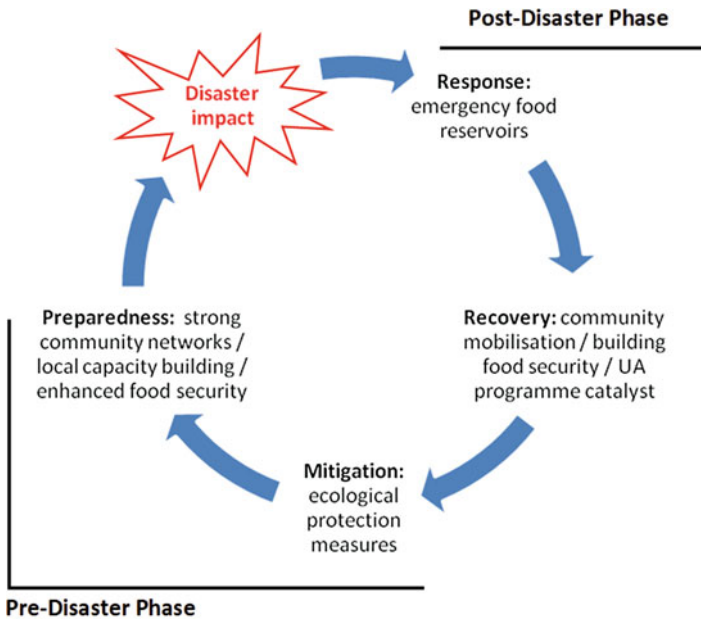 Post-Disaster Phase
Disaster
impact
Response:
emergency food
reservoirs
Preparedness: strong
community networks /
local capacity building /
enhanced food security
Recovery: community
mobilisation / building
food security / UA
programme catalyst
Mitigation:
ecological
protection
measures
Pre-Disaster Phase